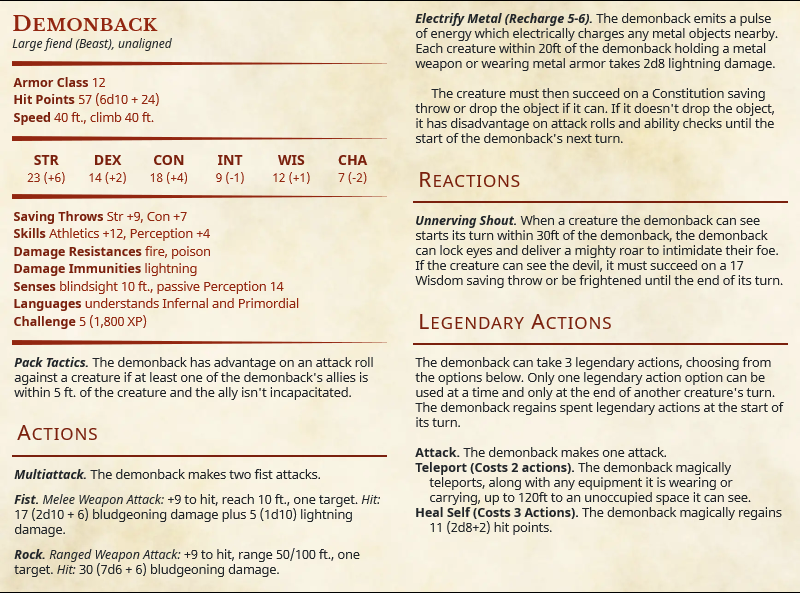 DEMONBACK
Large fiend (Beast), unaligned
Armor Class 12
Hit Points 57 (6d10 + 24)
Speed 40 ft., climb 40 ft.
STR DEX CON INT WIS CHA
23 (+6) 14 (+2) 18 (+4) 9 (-1) 12 (+1) 7 (-2)
Saving Throws Str +9, Con +7
Skills Athletics +12, Perception +4
Damage Resistances fire, poison
Damage Immunities lightning
Senses blindsight 10 ft., passive Perception 14
Languages understands Infernal and Primordial
Challenge 5 (1,800 XP)
Pack Tactics. The demonback has advantage on an attack roll
against a creature if at least one of the demonback's allies is
within 5 ft. of the creature and the ally isn't incapacitated.
ACTIONS
Multiattack. The demonback makes two fist attacks.
Fist. Melee Weapon Attack: +9 to hit, reach 10 ft., one target. Hit:
17 (2d10 + 6) bludgeoning damage plus 5 (1d10) lightning
damage.
Rock. Ranged Weapon Attack: +9 to hit, range 50/100 ft., one
target. Hit: 30 (7d6 + 6) bludgeoning damage.
Electrify Metal (Recharge 5-6). The demonback emits a pulse
of energy which electrically charges any metal objects nearby.
Each creature within 20ft of the demonback holding a metal
weapon or wearing metal armor takes 2d8 lightning damage.
The creature must then succeed on a Constitution saving
throw or drop the object if it can. If it doesn't drop the object,
it has disadvantage on attack rolls and ability checks until the
start of the demonback's next turn.
REACTIONS
Unnerving Shout. When a creature the demonback can see
starts its turn within 30ft of the demonback, the demonback
can lock eyes and deliver a mighty roar to intimidate their foe.
If the creature can see the devil, it must succeed on a 17
Wisdom saving throw or be frightened until the end of its turn.
LEGENDARY ACTIONS
The demonback can take 3 legendary actions, choosing from
the options below. Only one legendary action option can be
used at a time and only at the end of another creature's turn.
The demonback regains spent legendary actions at the start of
its turn.
Attack. The demonback makes one attack.
Teleport (Costs 2 actions). The demonback magically
teleports, along with any equipment it is wearing or
carrying, up to 120ft to an unoccupied space it can see.
Heal Self (Costs 3 Actions). The demonback magically regains
11 (2d8+2) hit points.